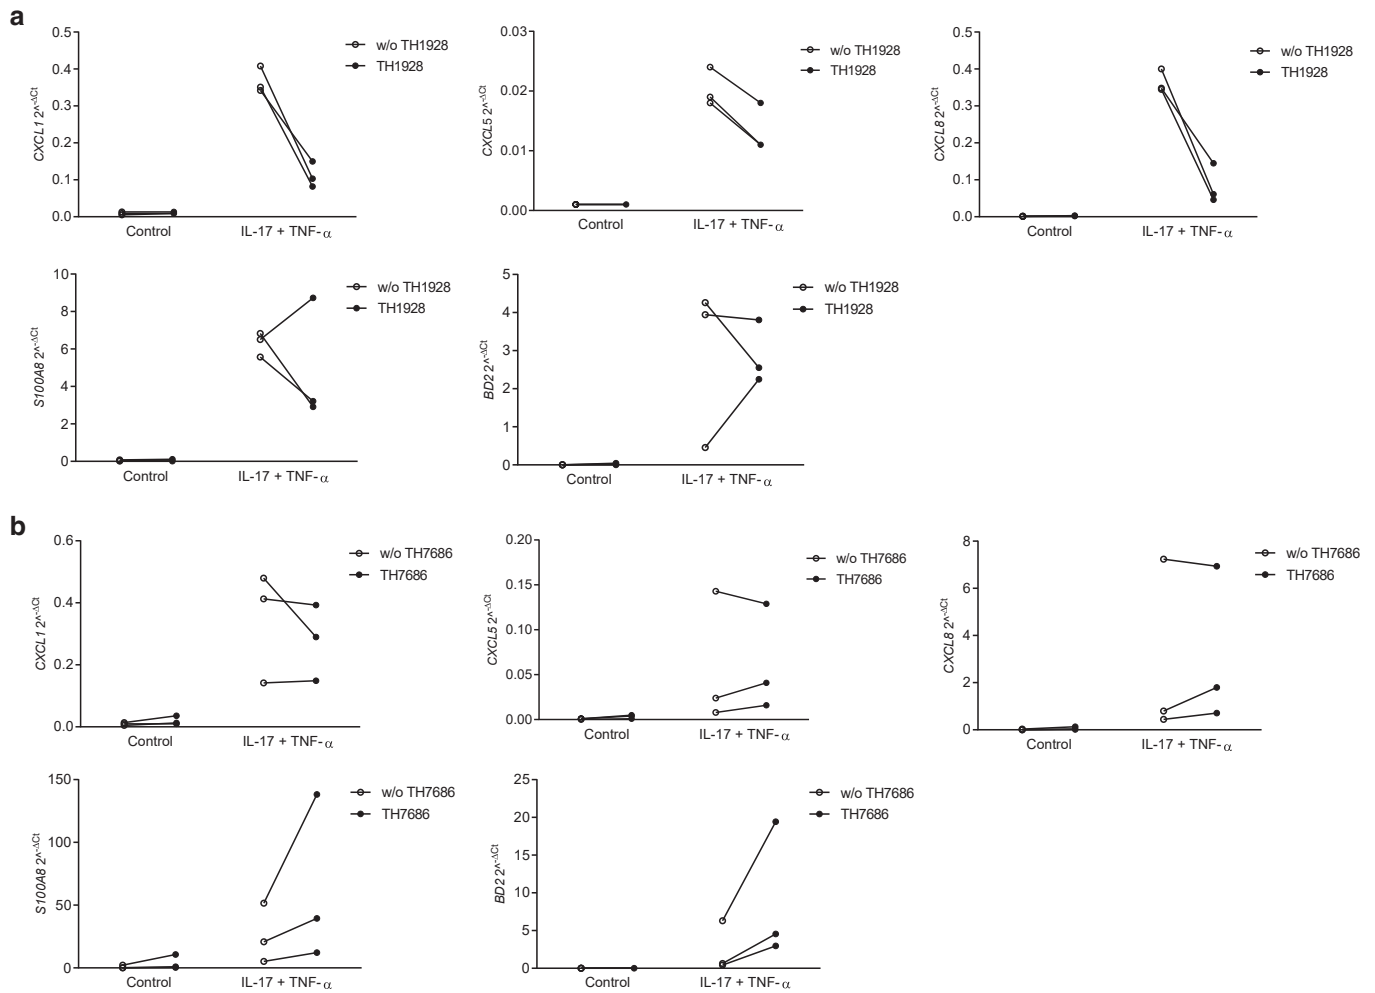 a
0.5
0.4
0.3
0.2
0.1
0.0
CXCL1 2^-ΔCt
Control
IL-17 + TNF-α
w/o TH1928
TH1928
0.03
0.02
0.01
0.00
CXCL5 2^-ΔCt
Control
IL-17 + TNF-α
w/o TH1928
TH1928
0.5
0.4
0.3
0.2
0.1
0.0
CXCL8 2^-ΔCt
Control
IL-17 + TNF-α
w/o TH1928
TH1928
10
8
6
4
2
0
S100A8 2^-ΔCt
Control
IL-17 + TNF-α
w/o TH1928
TH1928
5
4
3
2
1
0
BD2 2^-ΔCt
Control
IL-17 + TNF-α
w/o TH1928
TH1928
b
0.6
0.4
0.2
0.0
CXCL1 2^-ΔCt
Control
IL-17 + TNF-α
w/o TH7686
TH7686
0.20
0.15
0.10
0.05
0.00
CXCL5 2^-ΔCt
Control
IL-17 + TNF-α
w/o TH7686
TH7686
8
6
4
2
0
CXCL8 2^-ΔCt
Control
IL-17 + TNF-α
w/o TH7686
TH7686
150
100
50
0
S100A8 2^-ΔCt
Control
IL-17 + TNF-α
w/o TH7686
TH7686
25
20
15
10
5
0
BD2 2^-ΔCt
Control
IL-17 + TNF-α
w/o TH7686
TH7686